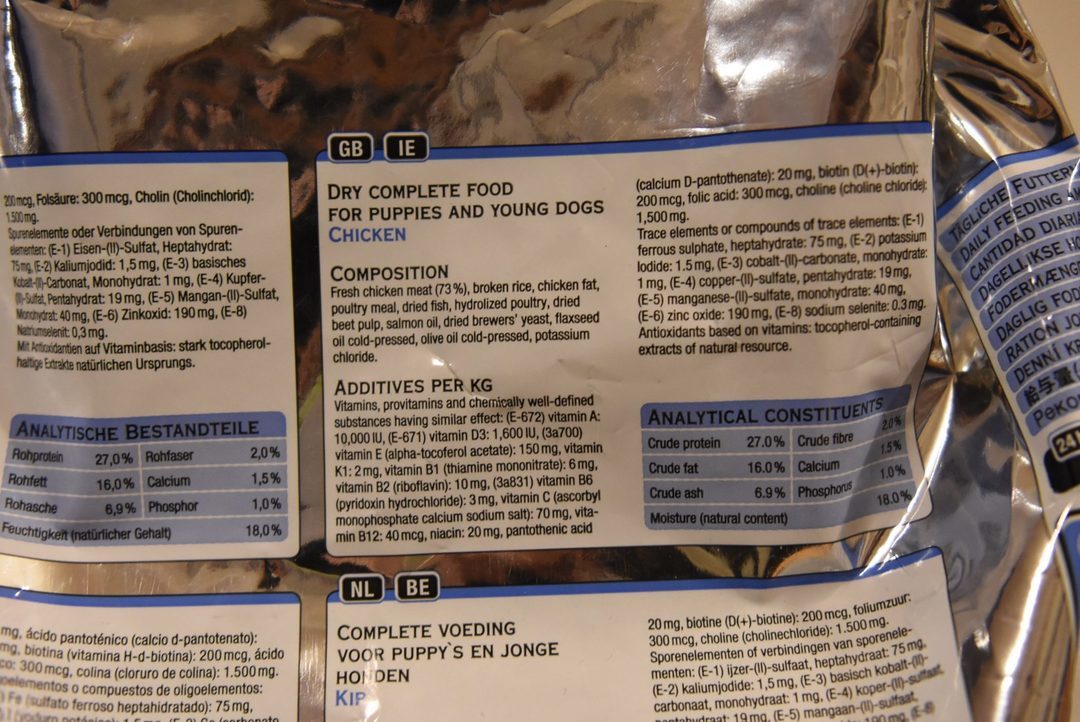 200 mcg, Folsäure: 300 mcg, Cholin (Cholinchlorid):
1.500 mg.
Spurenelemente oder Verbindungen von Spuren-
elementen: (E-1) Eisen-(II)-Sulfat, Heptahydrat:
75 mg, (E-2) Kaliumjodid: 1,5 mg, (E-3) basisches
Kobalt-(II)-Carbonat, Monohydrat: 1 mg, (E-4) Kupfer-
(II)-Sulfat, Pentahydrat: 19 mg, (E-5) Mangan-(II)-Sulfat,
Monohydrat: 40 mg, (E-6) Zinkoxid: 190 mg, (E-8)
Natriumselenit: 0,3 mg.
Mit Antioxidantien auf Vitaminbasis: stark tocopherol-
haltige Extrakte natürlichen Ursprungs.
ANALYTISCHE BESTANDTEILE
Rohprotein 27,0% Rohfaser 2,0%
Rohfett 16,0% Calcium 1,5%
Rohasche 6,9% Phosphor 1,0%
Feuchtigkeit (natürlicher Gehalt) 18,0%
GB IE
DRY COMPLETE FOOD
FOR PUPPIES AND YOUNG DOGS
CHICKEN
COMPOSITION
Fresh chicken meat (73 %), broken rice, chicken fat,
poultry meal, dried fish, hydrolized poultry, dried
beet pulp, salmon oil, dried brewers' yeast, flaxseed
oil cold-pressed, olive oil cold-pressed, potassium
chloride.
ADDITIVES PER KG
Vitamins, provitamins and chemically well-defined
substances having similar effect: (E-672) vitamin A:
10,000 IU, (E-671) vitamin D3: 1,600 IU, (3a700)
vitamin E (alpha-tocoferol acetate): 150 mg, vitamin
K1: 2 mg, vitamin B1 (thiamine mononitrate): 6 mg,
vitamin B2 (riboflavin): 10 mg, (3a831) vitamin B6
(pyridoxin hydrochloride): 3 mg, vitamin C (ascorbyl
monophosphate calcium sodium salt): 70 mg, vita-
min B12: 40 mcg, niacin: 20 mg, pantothenic acid
(calcium D-pantothenate): 20 mg, biotin (D(+)-biotin):
200 mcg, folic acid: 300 mcg, choline (choline chloride):
1,500 mg.
Trace elements or compounds of trace elements: (E-1)
ferrous sulphate, heptahydrate: 75 mg, (E-2) potassium
Iodide: 1.5 mg, (E-3) cobalt-(II)-carbonate, monohydrate:
1 mg, (E-4) copper-(II)-sulfate, pentahydrate: 19 mg,
(E-5) manganese-(II)-sulfate, monohydrate: 40 mg,
(E-6) zinc oxide: 190 mg, (E-8) sodium selenite: 0.3 mg.
Antioxidants based on vitamins: tocopherol-containing
extracts of natural resource.
ANALYTICAL CONSTITUENTS
Crude protein 27.0% Crude fibre 2.0%
Crude fat 16.0% Calcium 1.5%
Crude ash 6.9% Phosphorus 1.0%
Moisture (natural content) 18.0%
TÄGLICHE FUTTER
DAILY FEEDING
CANTIDAD DIARI
DAGELIJKSE H
FODERMÆNG
DAGLIG FOD
RATION JO
DENNÍ K
給与量
РЕКО
241
mg, ácido pantoténico (calcio d-pantotenato):
mg, biotina (vitamina H-d-biotina): 200 mcg, ácido
co: 300 mcg, colina (cloruro de colina): 1.500 mg.
oelementos o compuestos de oligoelementos:
Fe (sulfato ferroso heptahidratado): 75 mg,
NL BE
COMPLETE VOEDING
VOOR PUPPY`S EN JONGE
HONDEN
KIP
20 mg, biotine (D(+)-biotine): 200 mcg, foliumzuur:
300 mcg, choline (cholinechloride): 1.500 mg.
Sporenelementen of verbindingen van sporenele-
menten: (E-1) ijzer-(II)-sulfaat, heptahydraat: 75 mg,
(E-2) kaliumjodide: 1,5 mg, (E-3) basisch kobalt-(II)-
carbonaat, monohydraat: 1 mg, (E-4) koper-(II)-sulfaat,
pentahydraat: 19 mg, (E-5) mangaan-(II)-sulfaat,